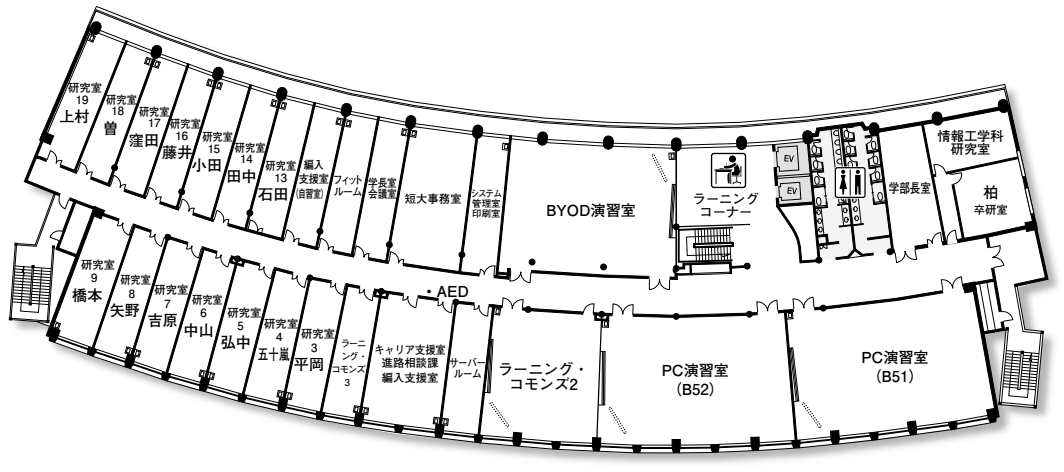 研究室
19
上村
研究室
18
曽
研究室
17
窪田
研究室
16
藤井
研究室
15
小田
研究室
14
田中
研究室
13
石田
編入
支援室
(自習室)
フィット
ルーム
学長室
会議室
短大事務室
システム
管理室
印刷室
BYOD演習室
ラーニング
コーナー
EV
EV
学部長室
情報工学科
研究室
柏
卒研室
・AED
研究室
9
橋本
研究室
8
矢野
研究室
7
吉原
研究室
6
中山
研究室
5
弘中
研究室
4
五十嵐
研究室
3
平岡
ラーニ
ング・
コモンズ
3
キャリア支援室
進路相談課
編入支援室
サーバー
ルーム
ラーニング・
コモンズ2
PC演習室
(B52)
PC演習室
(B51)